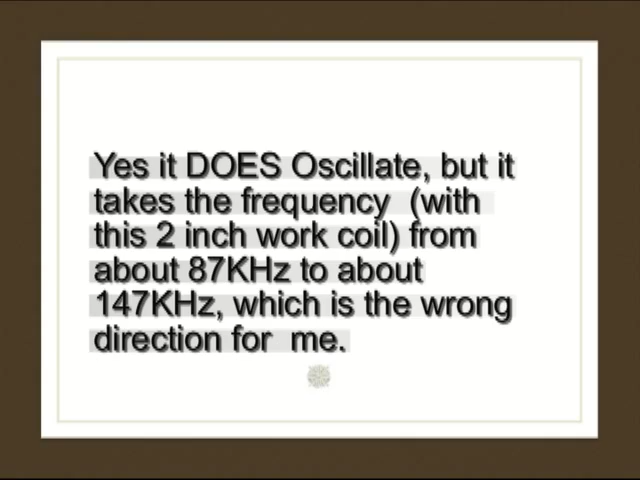 Yes it DOES Oscillate, but it
takes the frequency (with
this 2 inch work coil) from
about 87KHz to about
147KHz, which is the wrong
direction for me.